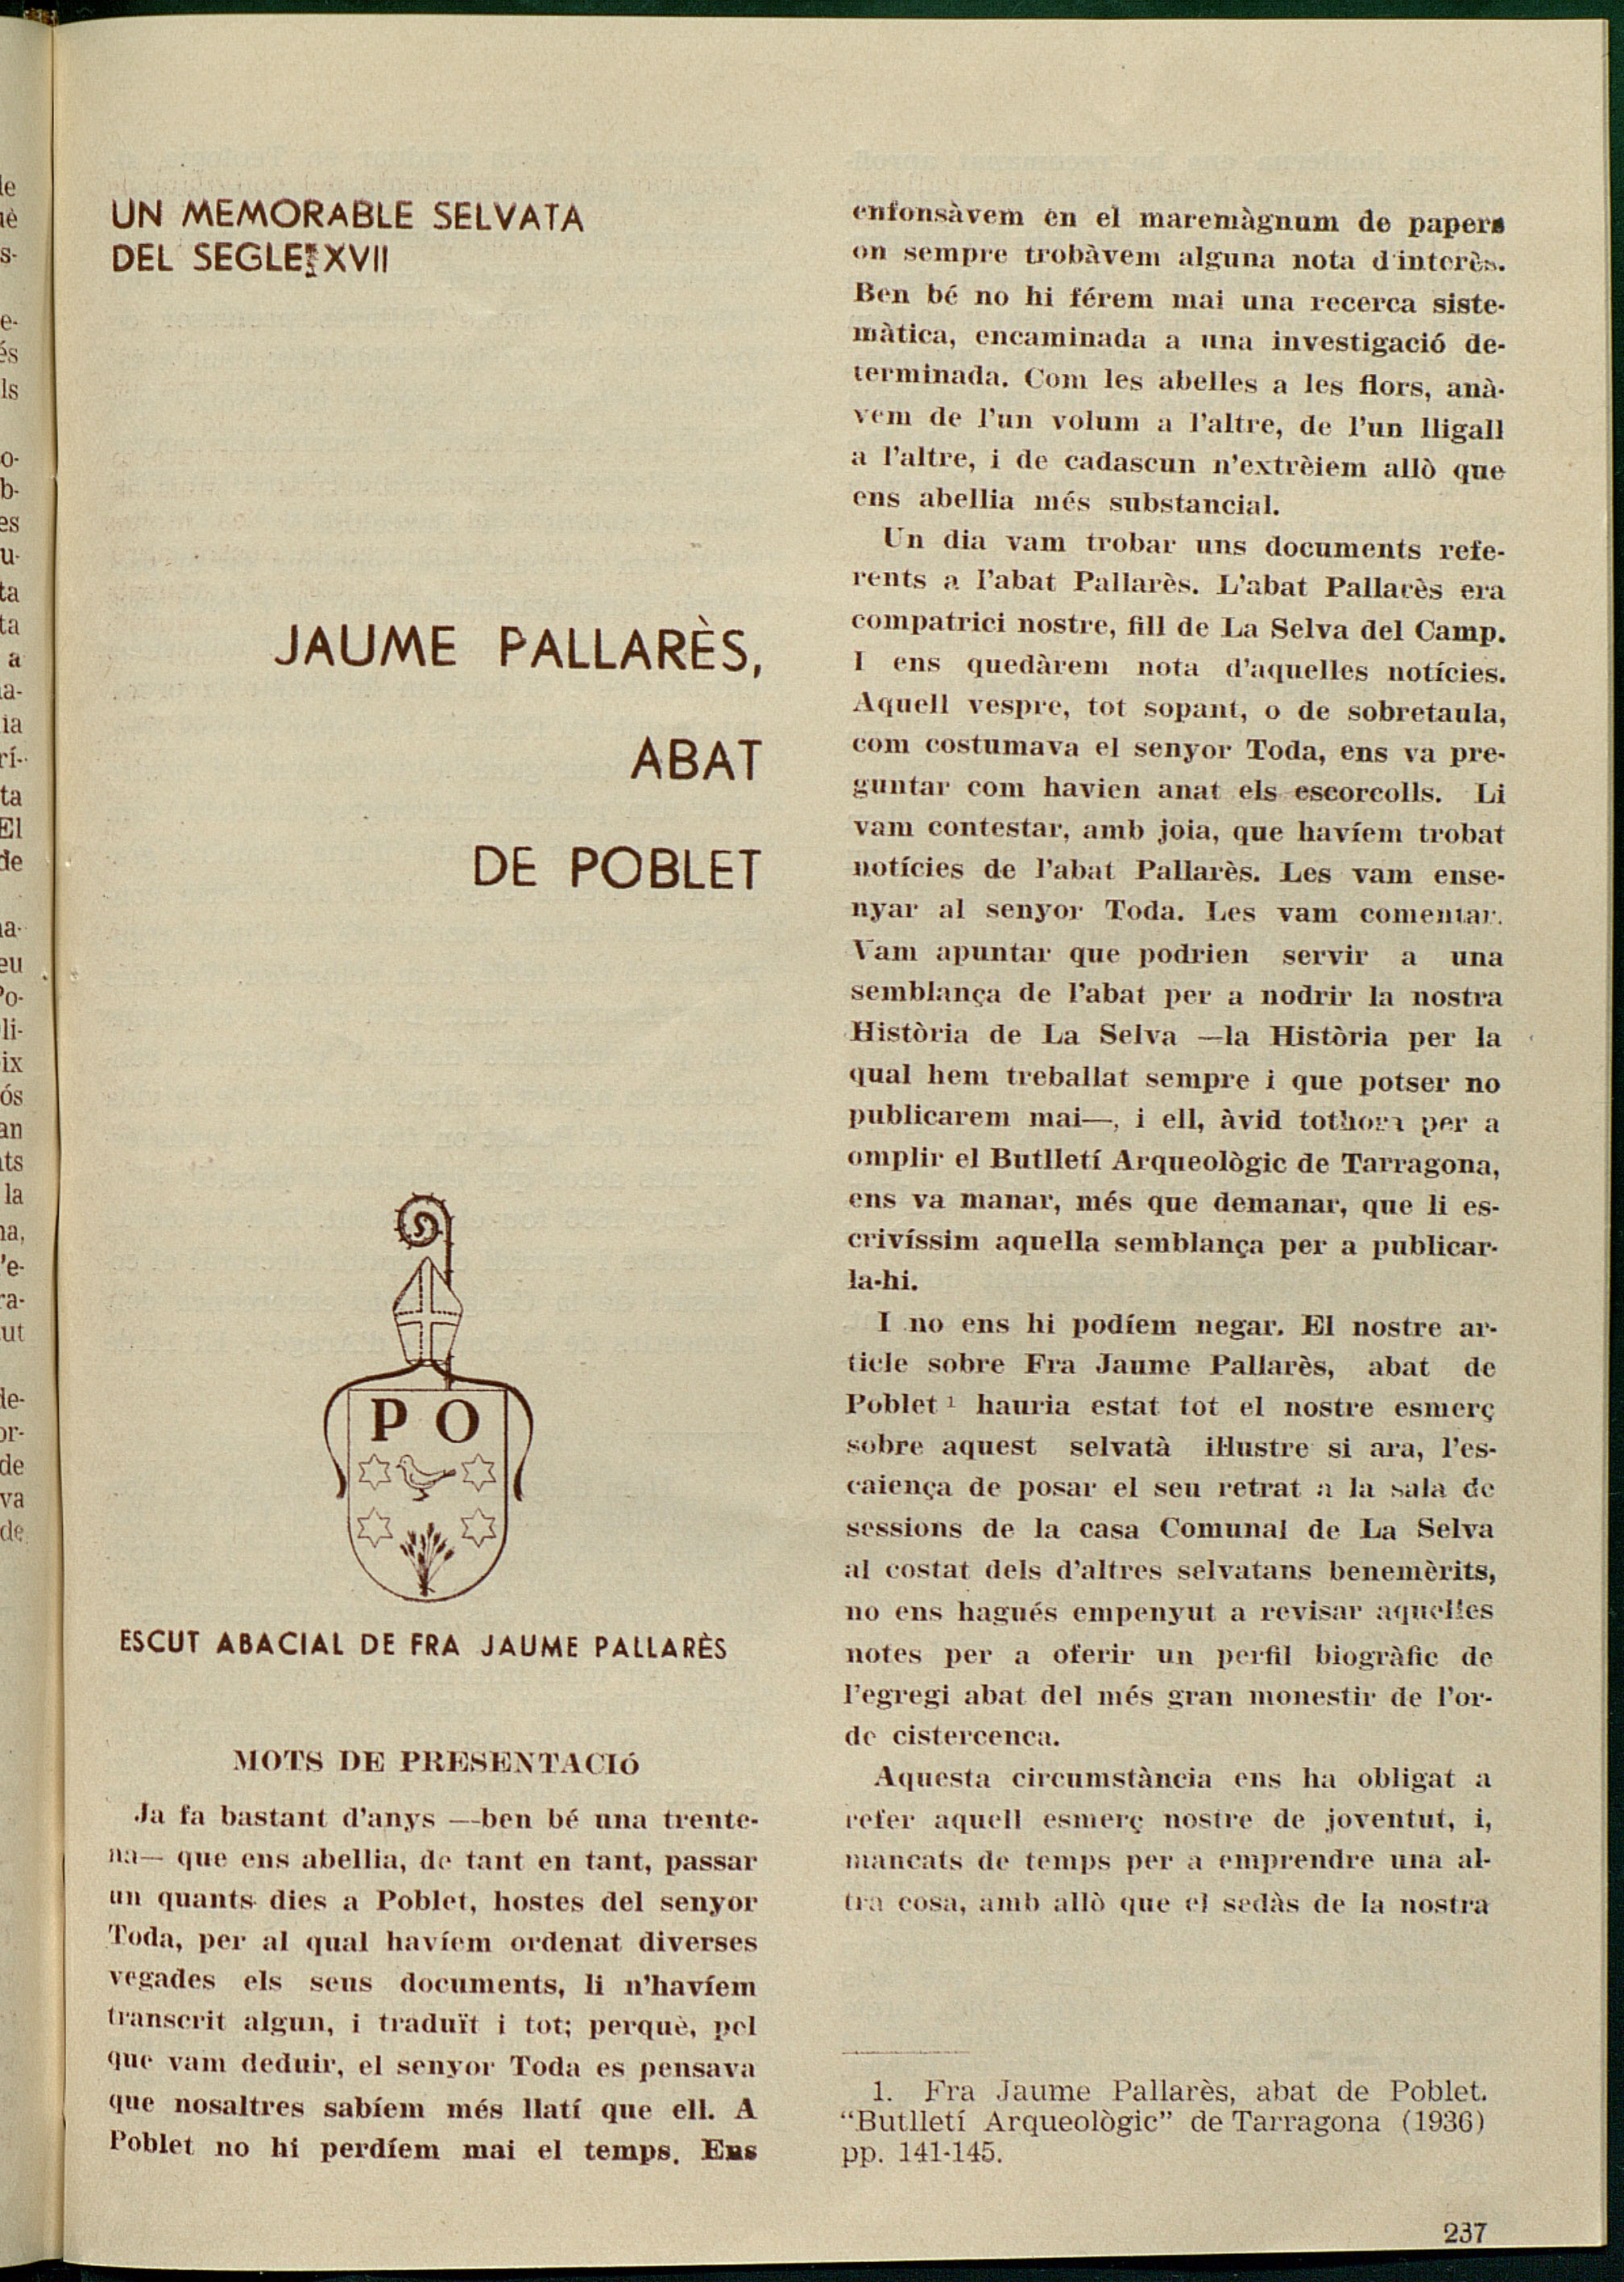 UN MEMORABLE SELVATA
DEL SEGLE XVII
JAUME PALLARÈS,
ABAT
DE POBLET
P O
ESCUT ABACIAL DE FRA JAUME PALLARÈS
MOTS DE PRESENTACIÓ
Ja fa bastant d'anys —ben bé una trente-
na— que ens abellia, de tant en tant, passar
un quants dies a Poblet, hostes del senyor
Toda, per al qual havíem ordenat diverses
vegades els seus documents, li n'havíem
transcrit algun, i traduït i tot; perquè, pel
que vam deduir, el senyor Toda es pensava
que nosaltres sabíem més llatí que ell. A
Poblet no hi perdíem mai el temps. Ens
enfonsàvem en el maremàgnum de papers
on sempre trobàvem alguna nota d'interès.
Ben bé no hi férem mai una recerca siste-
màtica, encaminada a una investigació de-
terminada. Com les abelles a les flors, anà-
vem de l'un volum a l'altre, de l'un lligall
a l'altre, i de cadascun n'extrèiem allò que
ens abellia més substancial.
Un dia vam trobar uns documents refe-
rents a l'abat Pallarès. L'abat Pallarès era
compatrici nostre, fill de La Selva del Camp.
I ens quedàrem nota d'aquelles notícies.
Aquell vespre, tot sopant, o de sobretaula,
com costumava el senyor Toda, ens va pre-
guntar com havien anat els escorcolls. Li
vam contestar, amb joia, que havíem trobat
notícies de l'abat Pallarès. Les vam ense-
nyar al senyor Toda. Les vam comentar.
Vam apuntar que podrien servir a una
semblança de l'abat per a nodrir la nostra
Història de La Selva —la Història per la
qual hem treballat sempre i que potser no
publicarem mai—, i ell, àvid tothora per a
omplir el Butlletí Arqueològic de Tarragona,
ens va manar, més que demanar, que li es-
crivíssim aquella semblança per a publicar-
la-hi.
I no ens hi podíem negar. El nostre ar-
ticle sobre Fra Jaume Pallarès, abat de
Poblet 1 hauria estat tot el nostre esmerç
sobre aquest selvatà il·lustre si ara, l'es-
caiença de posar el seu retrat a la sala de
sessions de la casa Comunal de La Selva
al costat dels d'altres selvatans benemèrits,
no ens hagués empenyut a revisar aquelles
notes per a oferir un perfil biogràfic de
l'egregi abat del més gran monestir de l'or-
de cistercenca.
Aquesta circumstància ens ha obligat a
refer aquell esmerç nostre de joventut, i,
mancats de temps per a emprendre una al-
tra cosa, amb allò que el sedàs de la nostra
1. Fra Jaume Pallarès, abat de Poblet.
“Butlletí Arqueològic” de Tarragona (1936)
pp. 141-145.
237